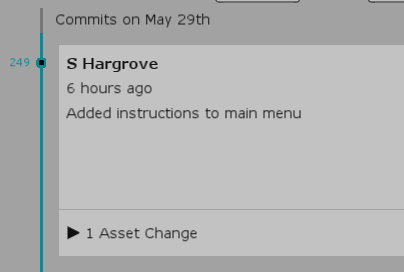 Commits on May 29th
249
S Hargrove
6 hours ago
Added instructions to main menu
1 Asset Change